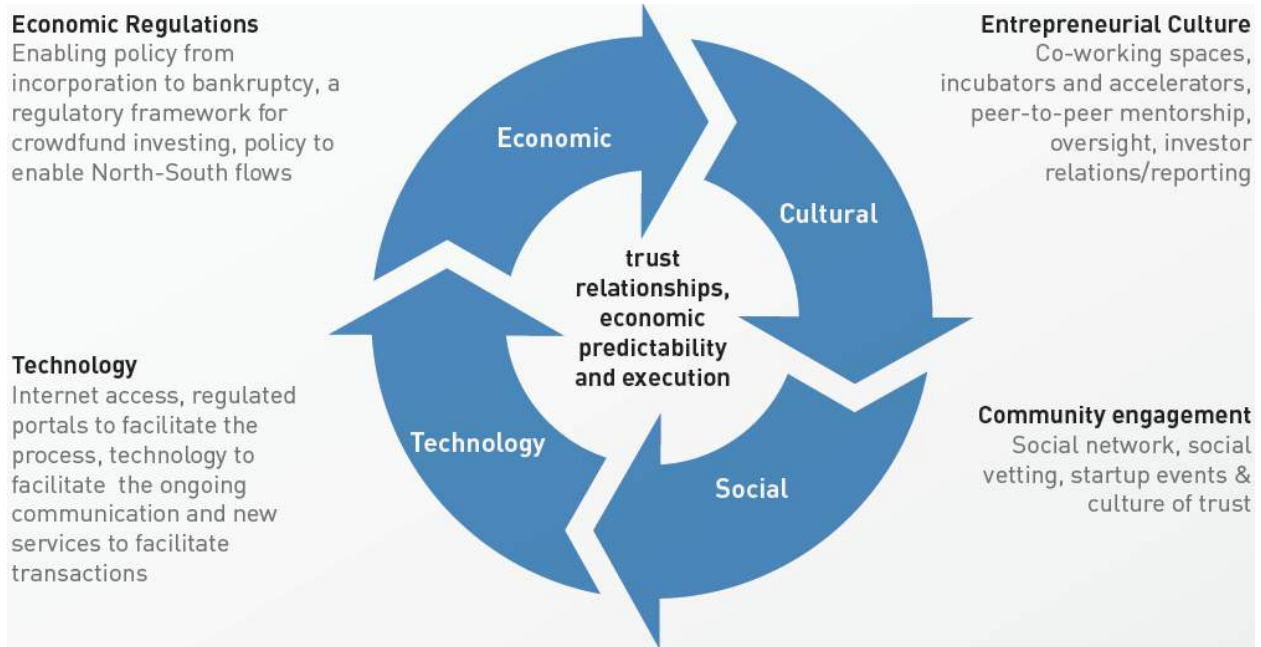 Economic Regulations
Enabling policy from
incorporation to bankruptcy, a
regulatory framework for
crowdfund investing, policy to
enable North-South flows
Entrepreneurial Culture
Co-working spaces,
incubators and accelerators,
peer-to-peer mentorship,
oversight, investor
relations/reporting
Economic
Cultural
trust
relationships,
economic
predictability
and execution
Technology
Internet access, regulated
portals to facilitate the
process, technology to
facilitate the ongoing
communication and new
services to facilitate
transactions
Technology
Social
Community engagement
Social network, social
vetting, startup events &
culture of trust